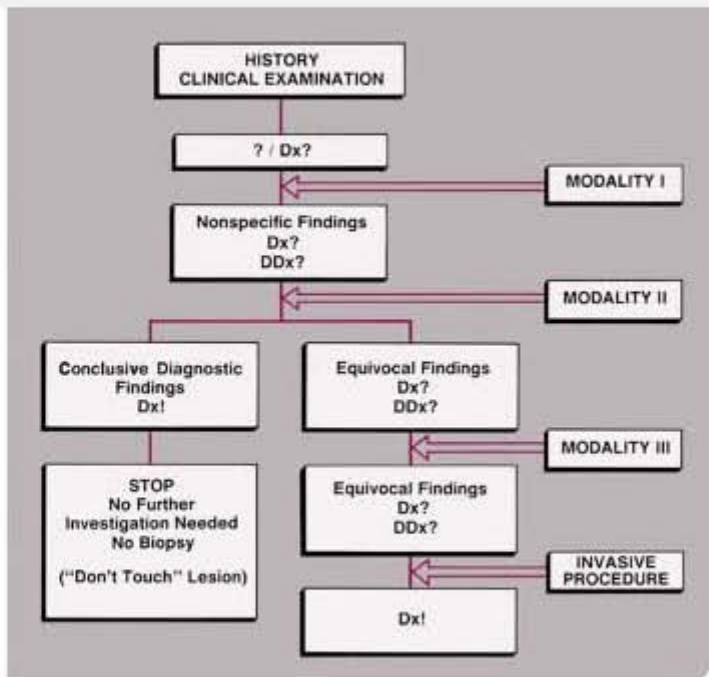 HISTORY
CLINICAL EXAMINATION
? / Dx?
MODALITY I
Nonspecific Findings
Dx?
DDx?
MODALITY II
Conclusive Diagnostic
Findings
Dx!
Equivocal Findings
Dx?
DDx?
MODALITY III
STOP
No Further
Investigation Needed
No Biopsy
("Don't Touch" Lesion)
Equivocal Findings
Dx?
DDx?
INVASIVE
PROCEDURE
Dx!